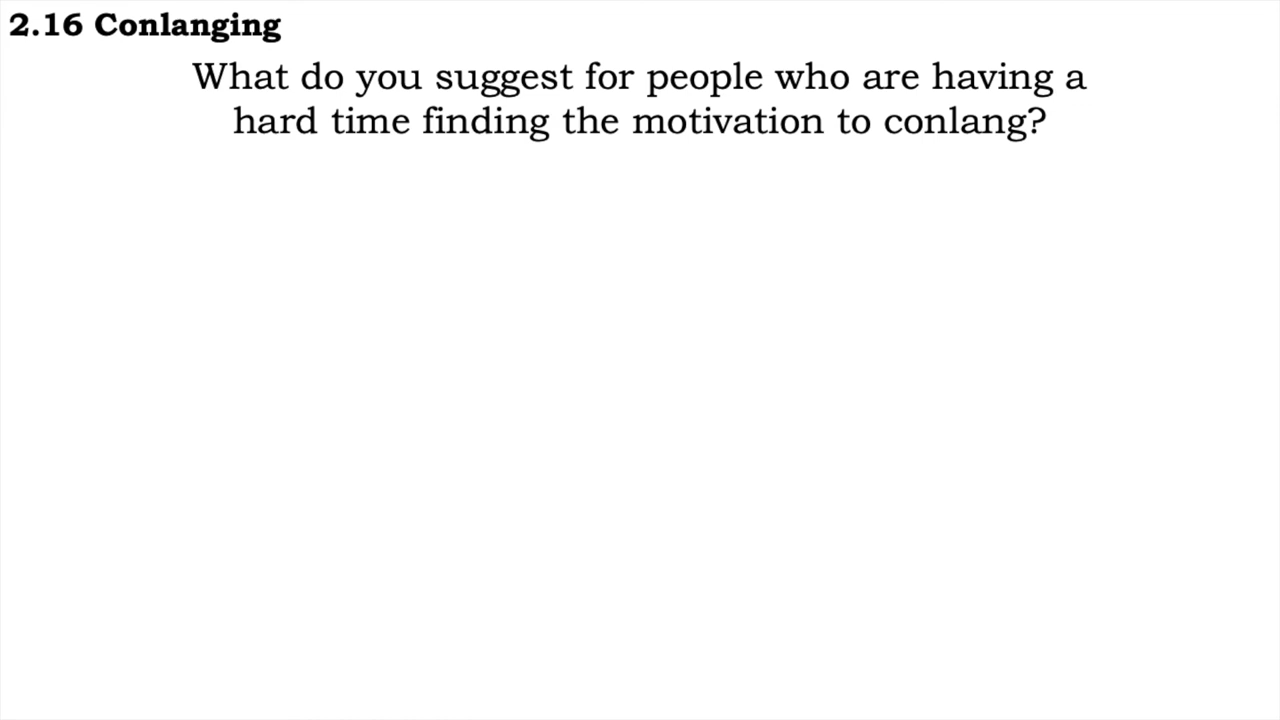 2.16 Conlanging
What do you suggest for people who are having a
hard time finding the motivation to conlang?